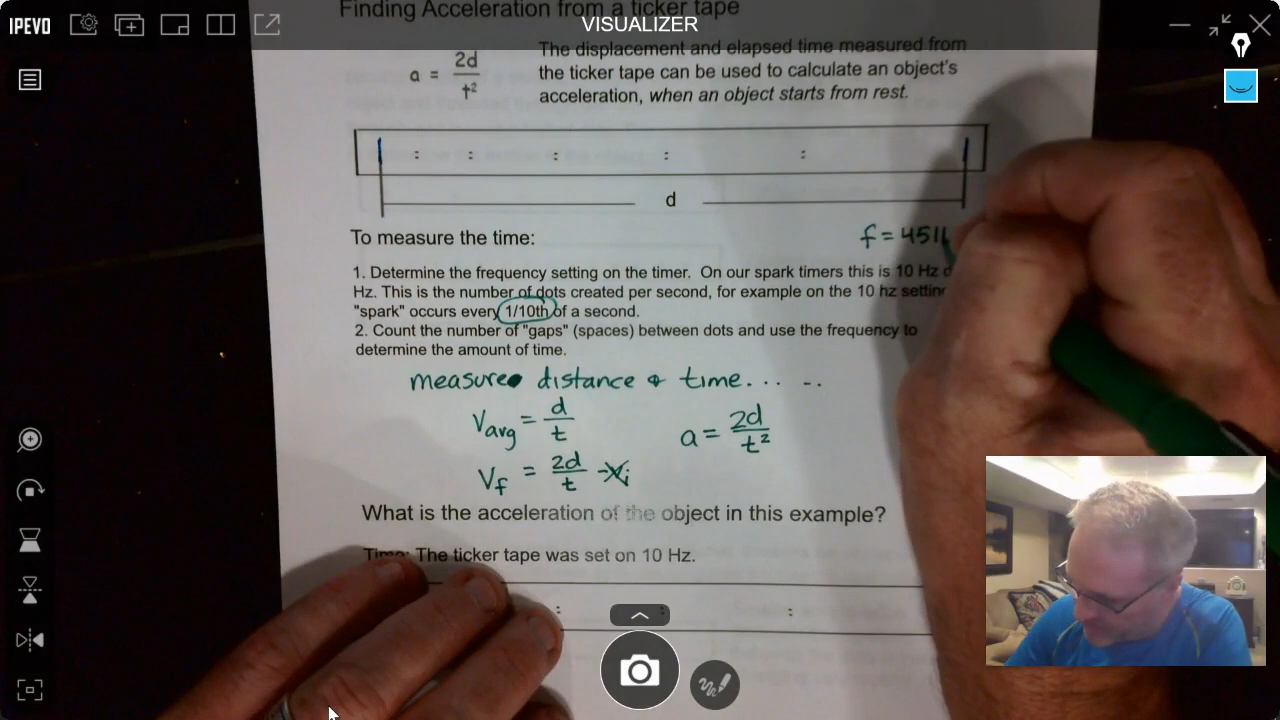 IPEVO
VISUALIZER
Finding Acceleration from a ticker tape
a = 2d
t²
The displacement and elapsed time measured from
the ticker tape can be used to calculate an object's
acceleration, when an object starts from rest.
d
To measure the time:
f = 45
1. Determine the frequency setting on the timer. On our spark timers this is 10 Hz
Hz. This is the number of dots created per second, for example on the 10 hz
"spark" occurs every 1/10th of a second.
2. Count the number of "gaps" (spaces) between dots and use the frequency to
determine the amount of time.
measure distance & time... ..
Vavg = d/t
a = 2d/t²
Vf = 2d/t
What is the acceleration of the object in this example?
Time: The ticker tape was set on 10 Hz.